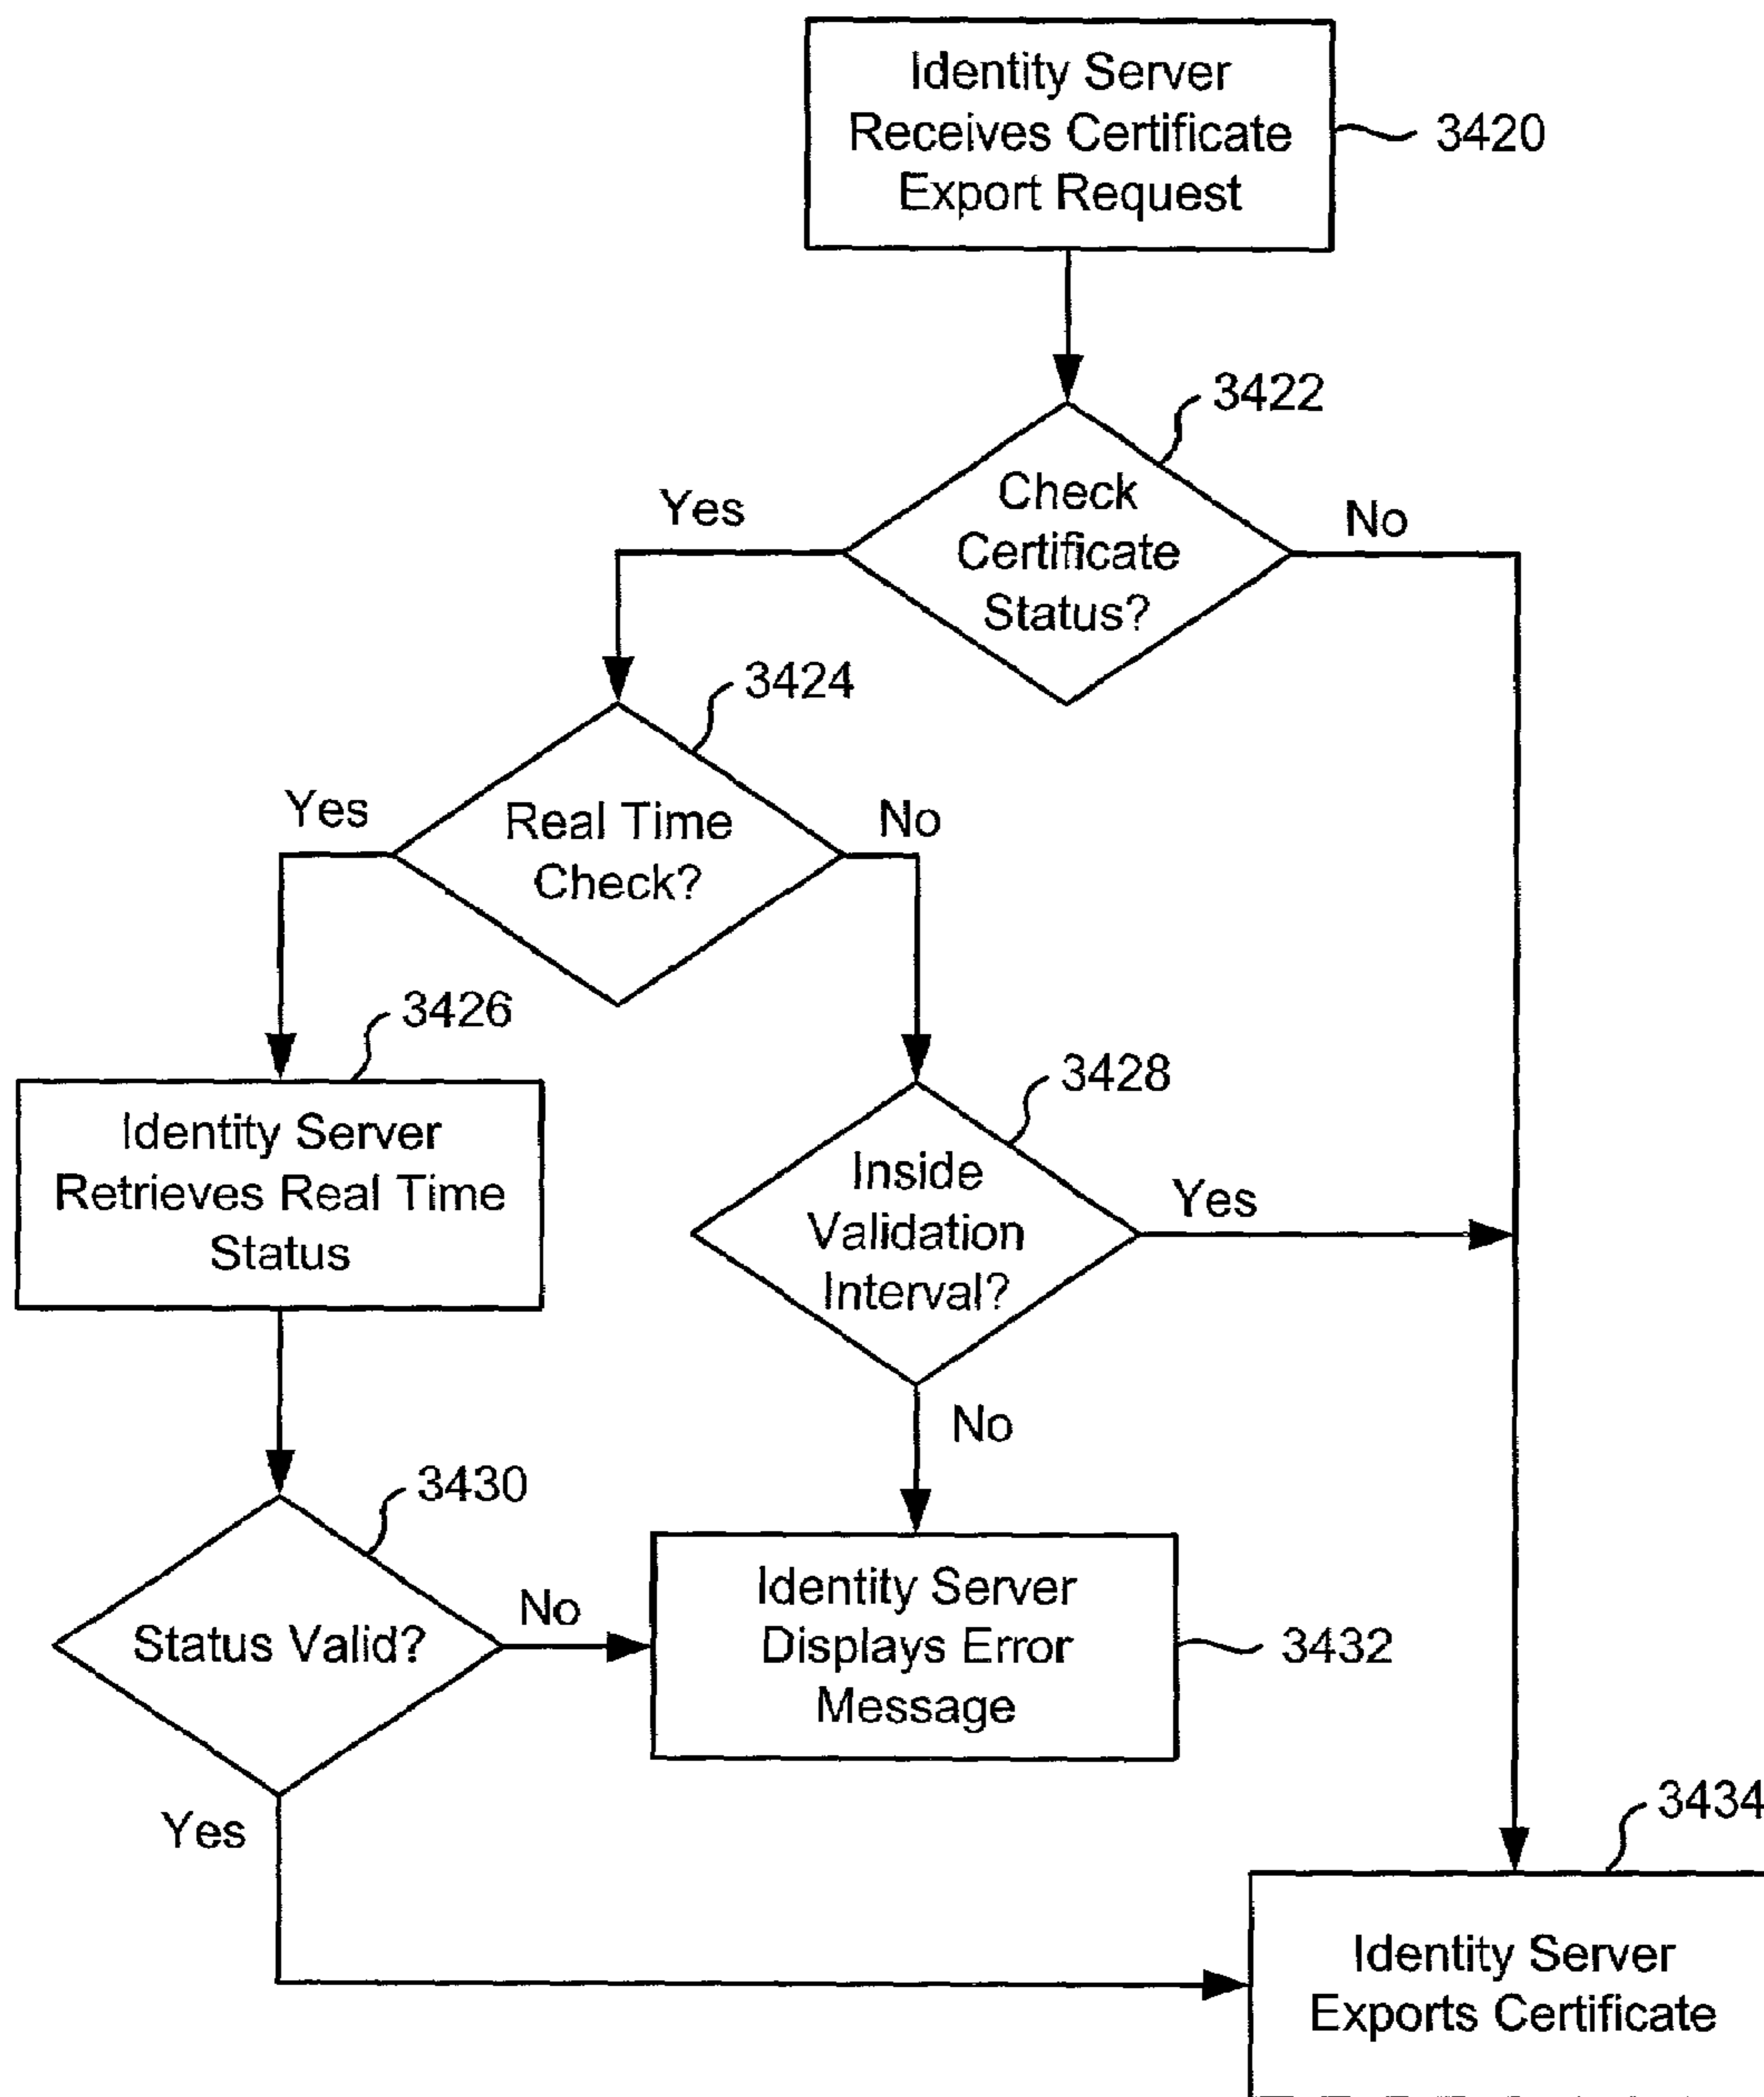 Identity Server
Receives Certificate
Export Request
3420
3422
Check
Certificate
Status?
Yes
No
3424
Real Time
Check?
Yes
No
3426
Identity Server
Retrieves Real Time
Status
3428
Inside
Validation
Interval?
Yes
No
3430
Status Valid?
No
Yes
Identity Server
Displays Error
Message
3432
3434
Identity Server
Exports Certificate